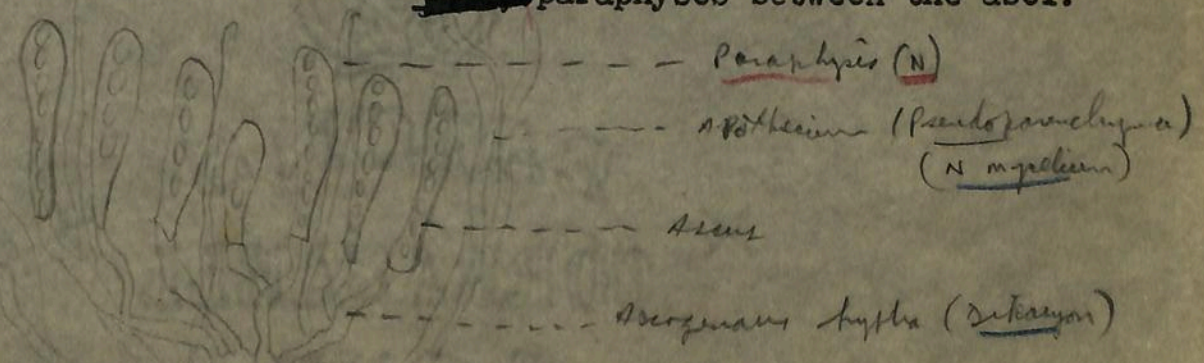 paraphyses between the asci.
Paraphysis (N)
Apothecium (Pseudoparenchyma)
(N mycelium)
Ascus
Ascogenous hypha (Dikaryon)